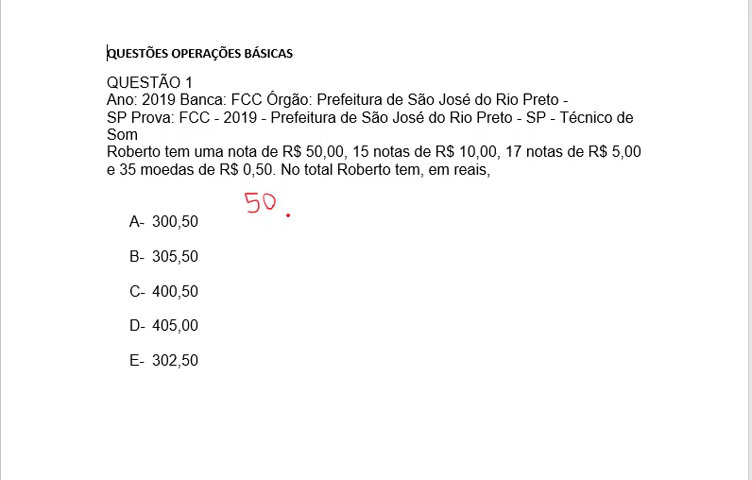 QUESTÕES OPERAÇÕES BÁSICAS
QUESTÃO 1
Ano: 2019 Banca: FCC Órgão: Prefeitura de São José do Rio Preto -
SP Prova: FCC - 2019 - Prefeitura de São José do Rio Preto - SP - Técnico de
Som
Roberto tem uma nota de R$ 50,00, 15 notas de R$ 10,00, 17 notas de R$ 5,00
e 35 moedas de R$ 0,50. No total Roberto tem, em reais,
50
A- 300,50
B- 305,50
C- 400,50
D- 405,00
E- 302,50